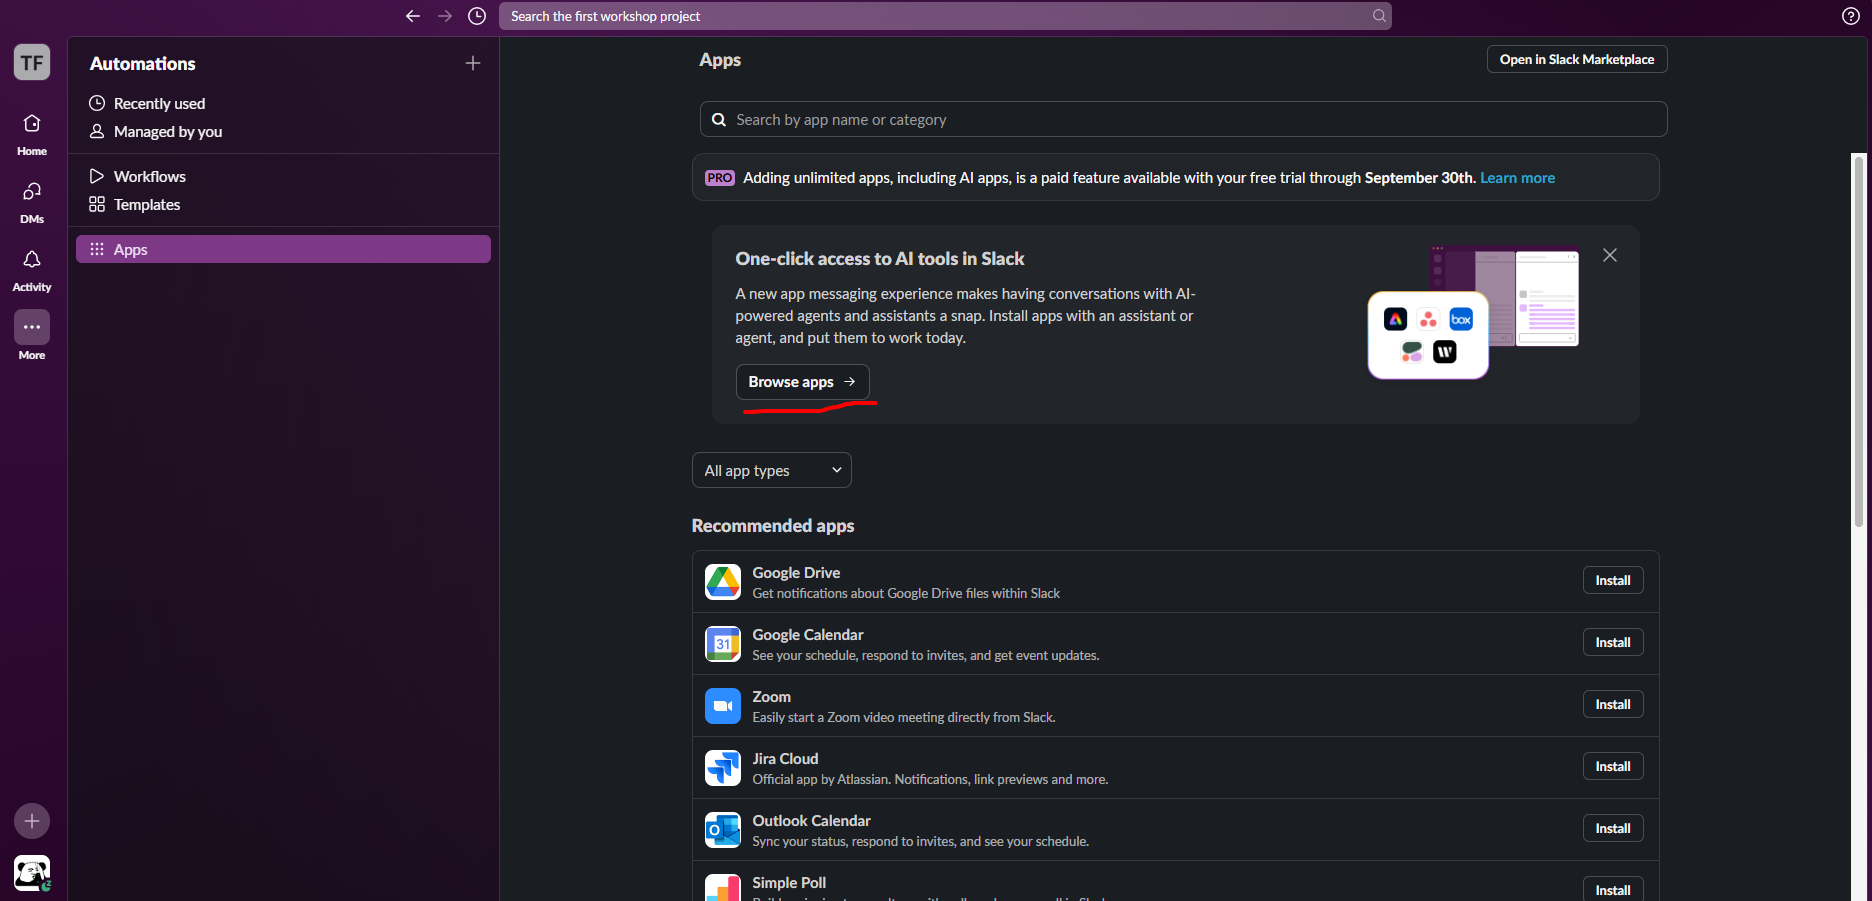 Search the first workshop project
TF
Home
DMs
Activity
More
Automations
Recently used
Managed by you
Workflows
Templates
Apps
Apps
Open in Slack Marketplace
Search by app name or category
PRO Adding unlimited apps, including AI apps, is a paid feature available with your free trial through September 30th. Learn more
One-click access to AI tools in Slack
A new app messaging experience makes having conversations with AI-
powered agents and assistants a snap. Install apps with an assistant or
agent, and put them to work today.
Browse apps
box
All app types
Recommended apps
Google Drive
Get notifications about Google Drive files within Slack
Install
31
Google Calendar
See your schedule, respond to invites, and get event updates.
Install
Zoom
Easily start a Zoom video meeting directly from Slack.
Install
Jira Cloud
Official app by Atlassian. Notifications, link previews and more.
Install
Outlook Calendar
Sync your status, respond to invites, and see your schedule.
Install
Simple Poll
Install